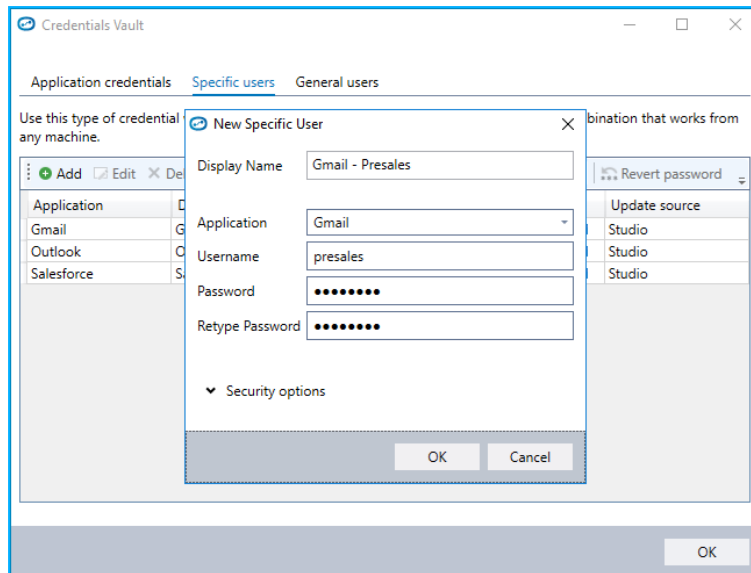 Credentials Vault
Application credentials Specific users General users
Use this type of credential bination that works from
any machine.
New Specific User
Add Edit Revert password
Display Name Gmail - Presales
Application Update source
Gmail Studio
Outlook Studio
Salesforce Studio
Application Gmail
Username presales
Password ●●●●●●●●
Retype Password ●●●●●●●●
Security options
OK Cancel
OK